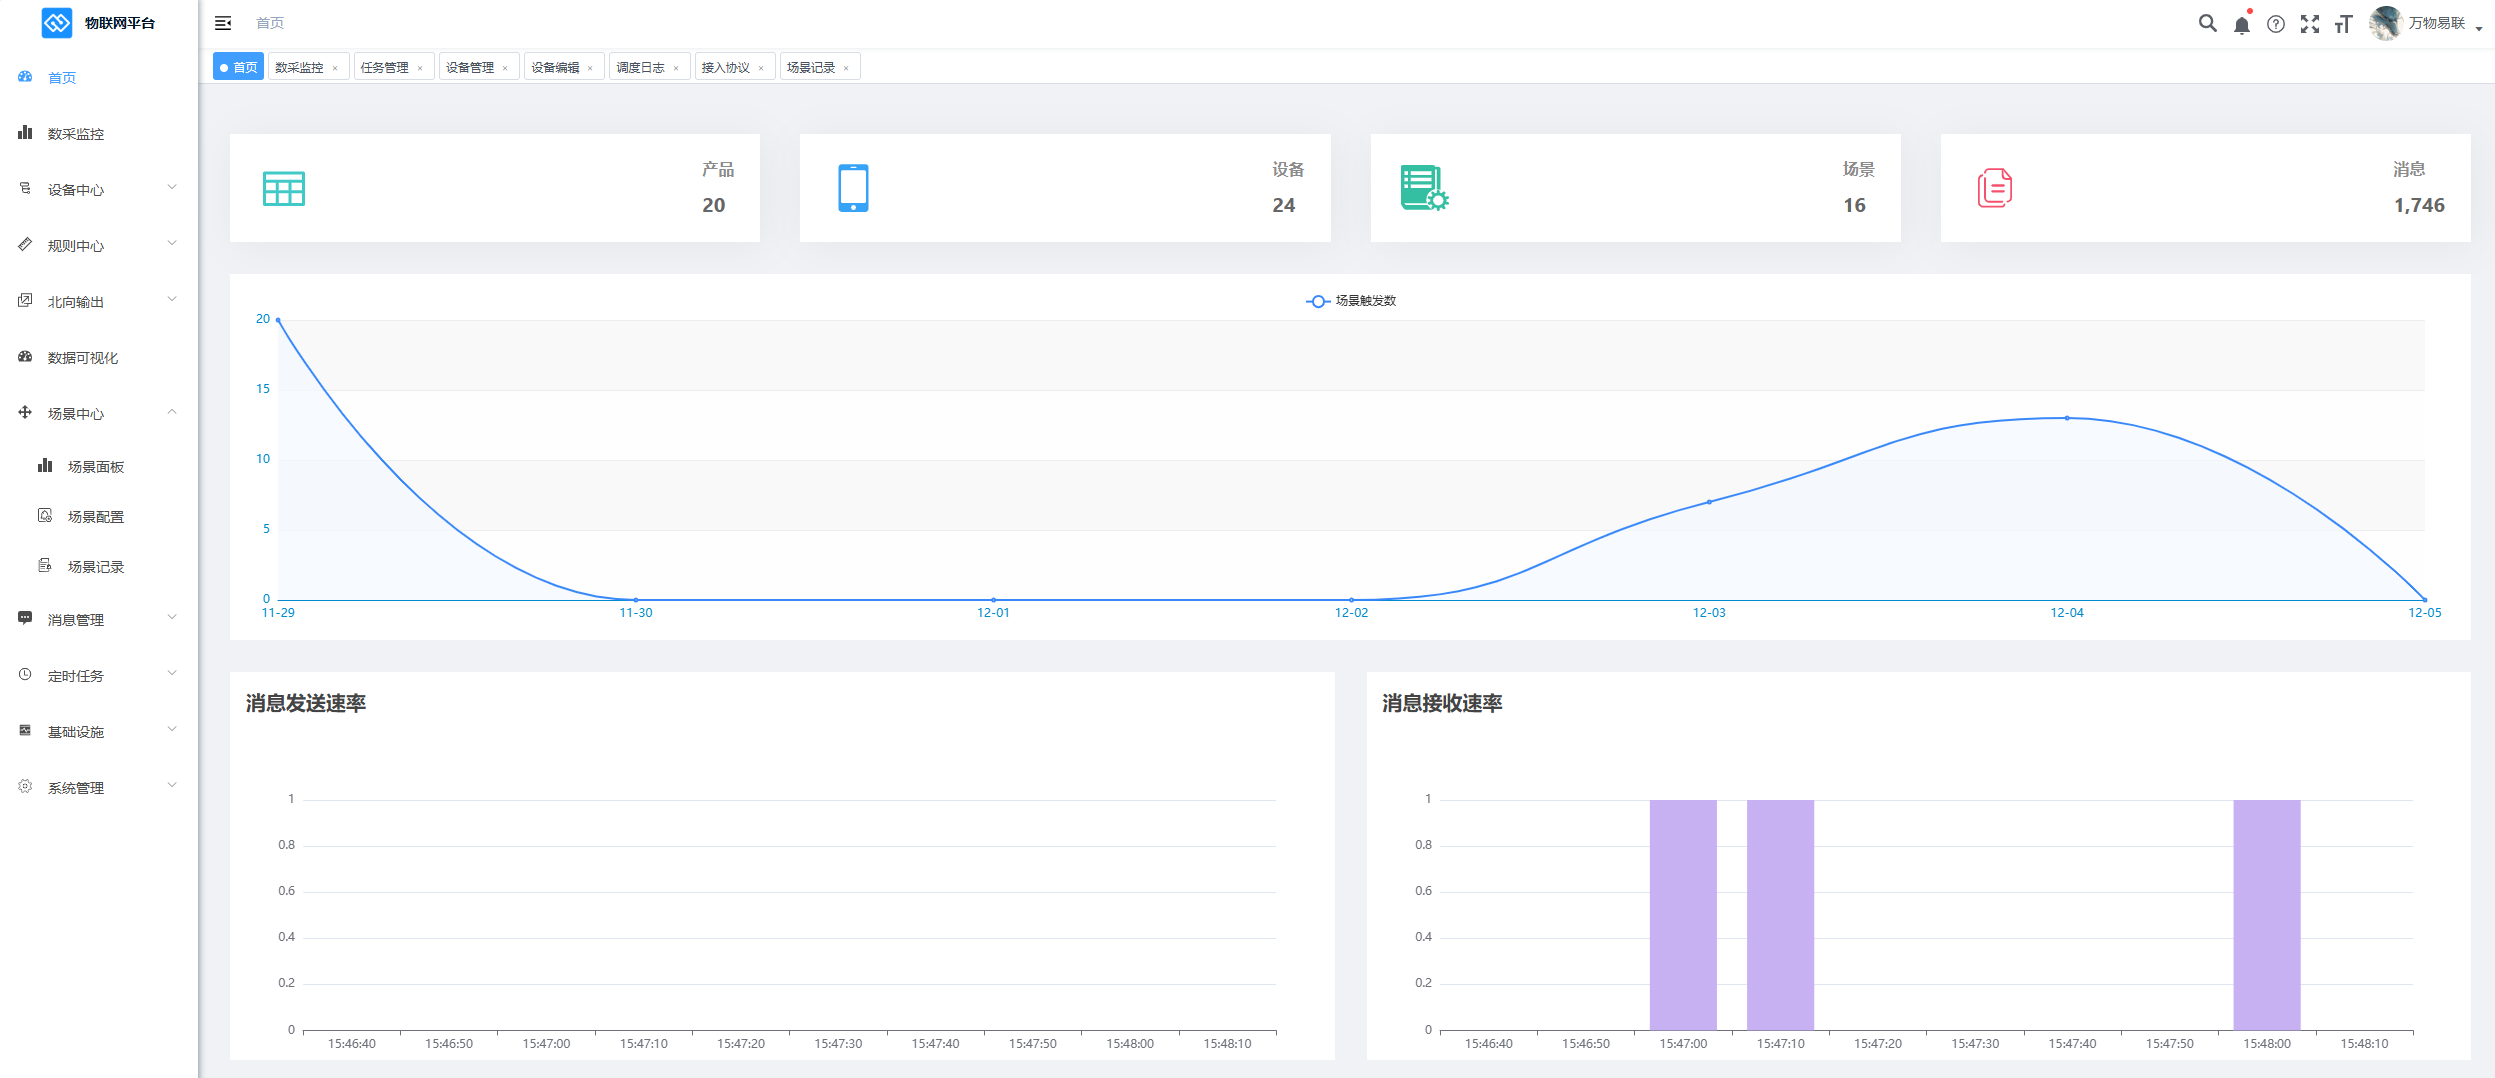 物联网平台
首页
万物易联
首页
数采监控
设备中心
规则中心
北向输出
数据可视化
场景中心
场景面板
场景配置
场景记录
消息管理
定时任务
基础设施
系统管理
首页
数采监控 ×
任务管理 ×
设备管理 ×
设备编辑 ×
调度日志 ×
接入协议 ×
场景记录 ×
产品
20
设备
24
场景
16
消息
1,746
场景触发数
20
15
10
5
0
11-29 11-30 12-01 12-02 12-03 12-04 12-05
消息发送速率
1
0.8
0.6
0.4
0.2
0
15:46:40 15:46:50 15:47:00 15:47:10 15:47:20 15:47:30 15:47:40 15:47:50 15:48:00 15:48:10
消息接收速率
1
0.8
0.6
0.4
0.2
0
15:46:40 15:46:50 15:47:00 15:47:10 15:47:20 15:47:30 15:47:40 15:47:50 15:48:00 15:48:10